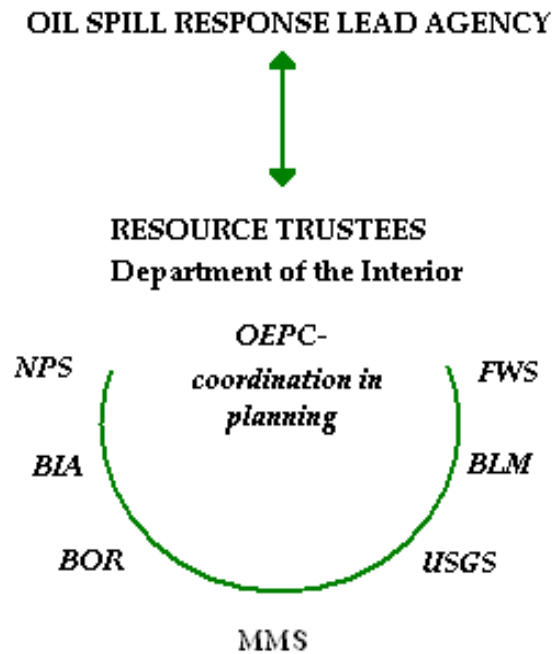 OIL SPILL RESPONSE LEAD AGENCY
RESOURCE TRUSTEES
Department of the Interior
OEPC-
coordination in
planning
NPS
FWS
BIA
BLM
BOR
USGS
MMS